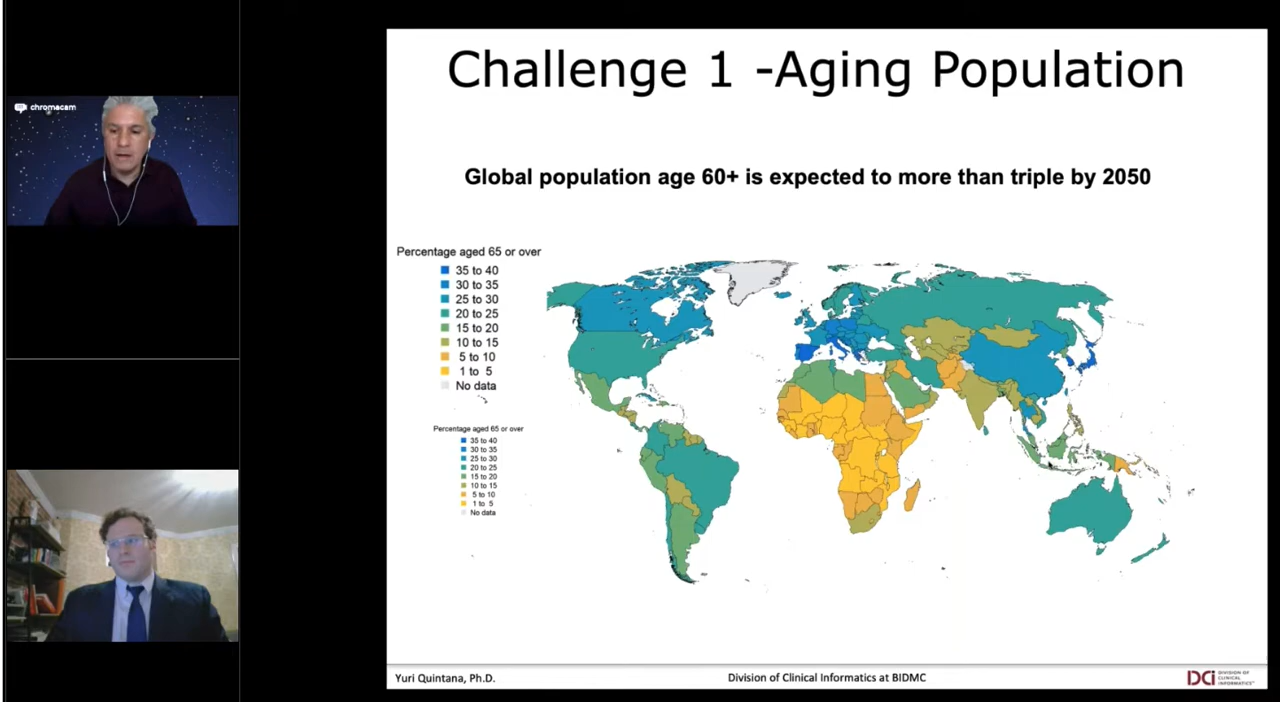 chromacam
Challenge 1 -Aging Population
Global population age 60+ is expected to more than triple by 2050
Percentage aged 65 or over
35 to 40
30 to 35
25 to 30
20 to 25
15 to 20
10 to 15
5 to 10
1 to 5
No data
Percentage aged 65 or over
35 to 40
30 to 35
25 to 30
20 to 25
15 to 20
10 to 15
5 to 10
1 to 5
No data
Yuri Quintana, Ph.D.
Division of Clinical Informatics at BIDMC
DCi
DIVISION OF
CLINICAL
INFORMATICS